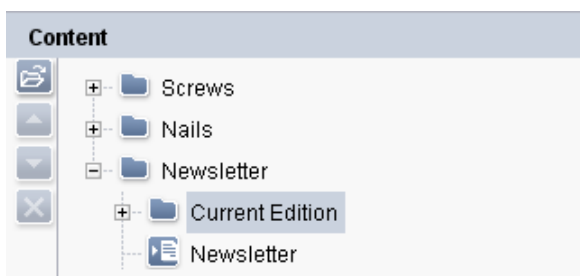 Content
Screws
Nails
Newsletter
Current Edition
Newsletter